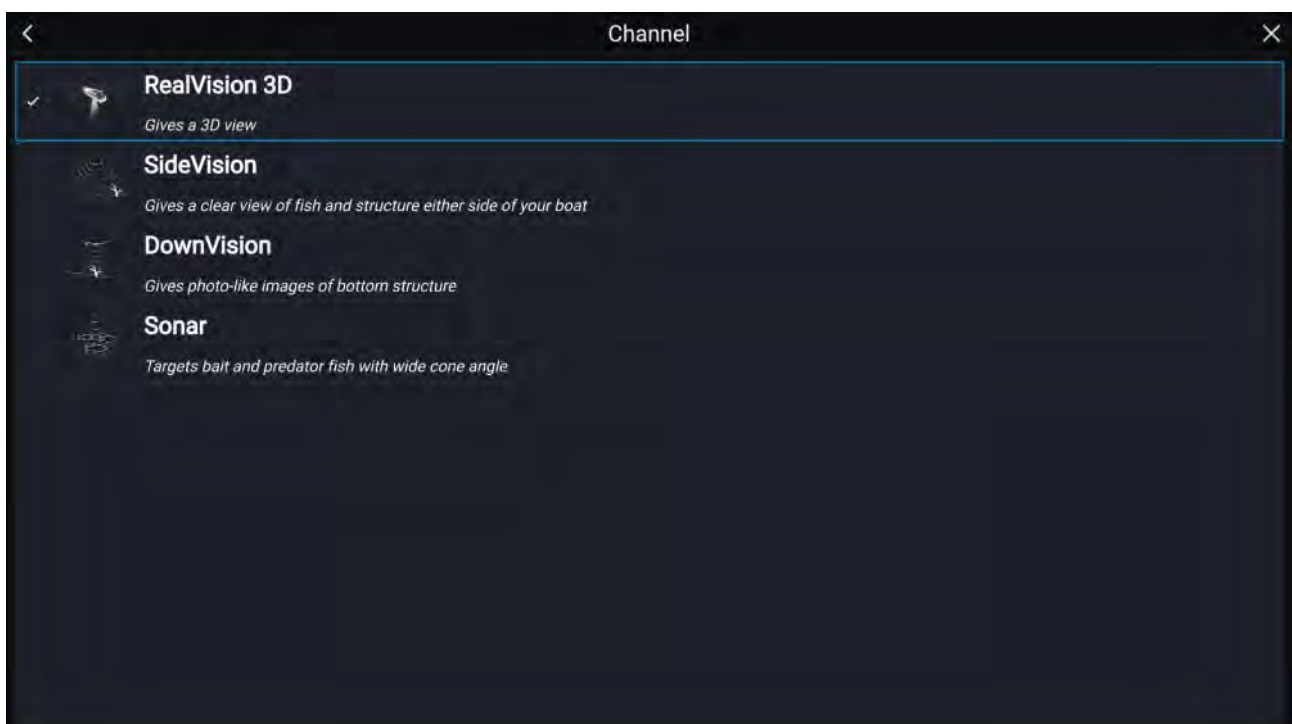 Channel
RealVision 3D
Gives a 3D view
SideVision
Gives a clear view of fish and structure either side of your boat
DownVision
Gives photo-like images of bottom structure
Sonar
Targets bait and predator fish with wide cone angle